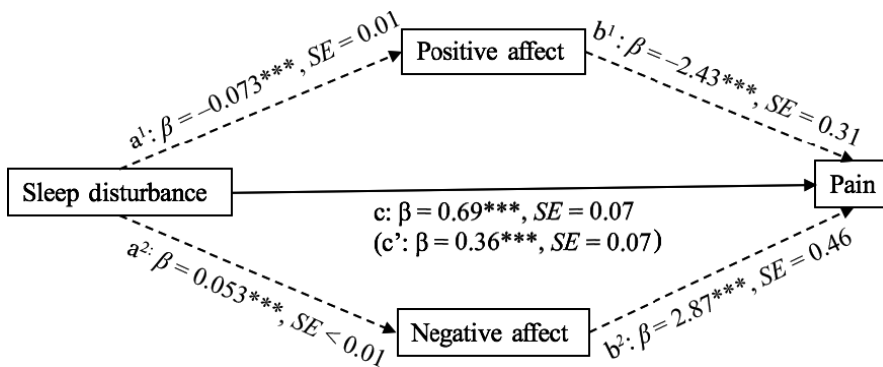 a¹: β = –0.073***, SE = 0.01
Positive affect
b¹: β = –2.43***, SE = 0.31
Sleep disturbance
Pain
c: β = 0.69***, SE = 0.07
(c’: β = 0.36***, SE = 0.07)
a²: β = 0.053***, SE < 0.01
Negative affect
b²: β = 2.87***, SE = 0.46